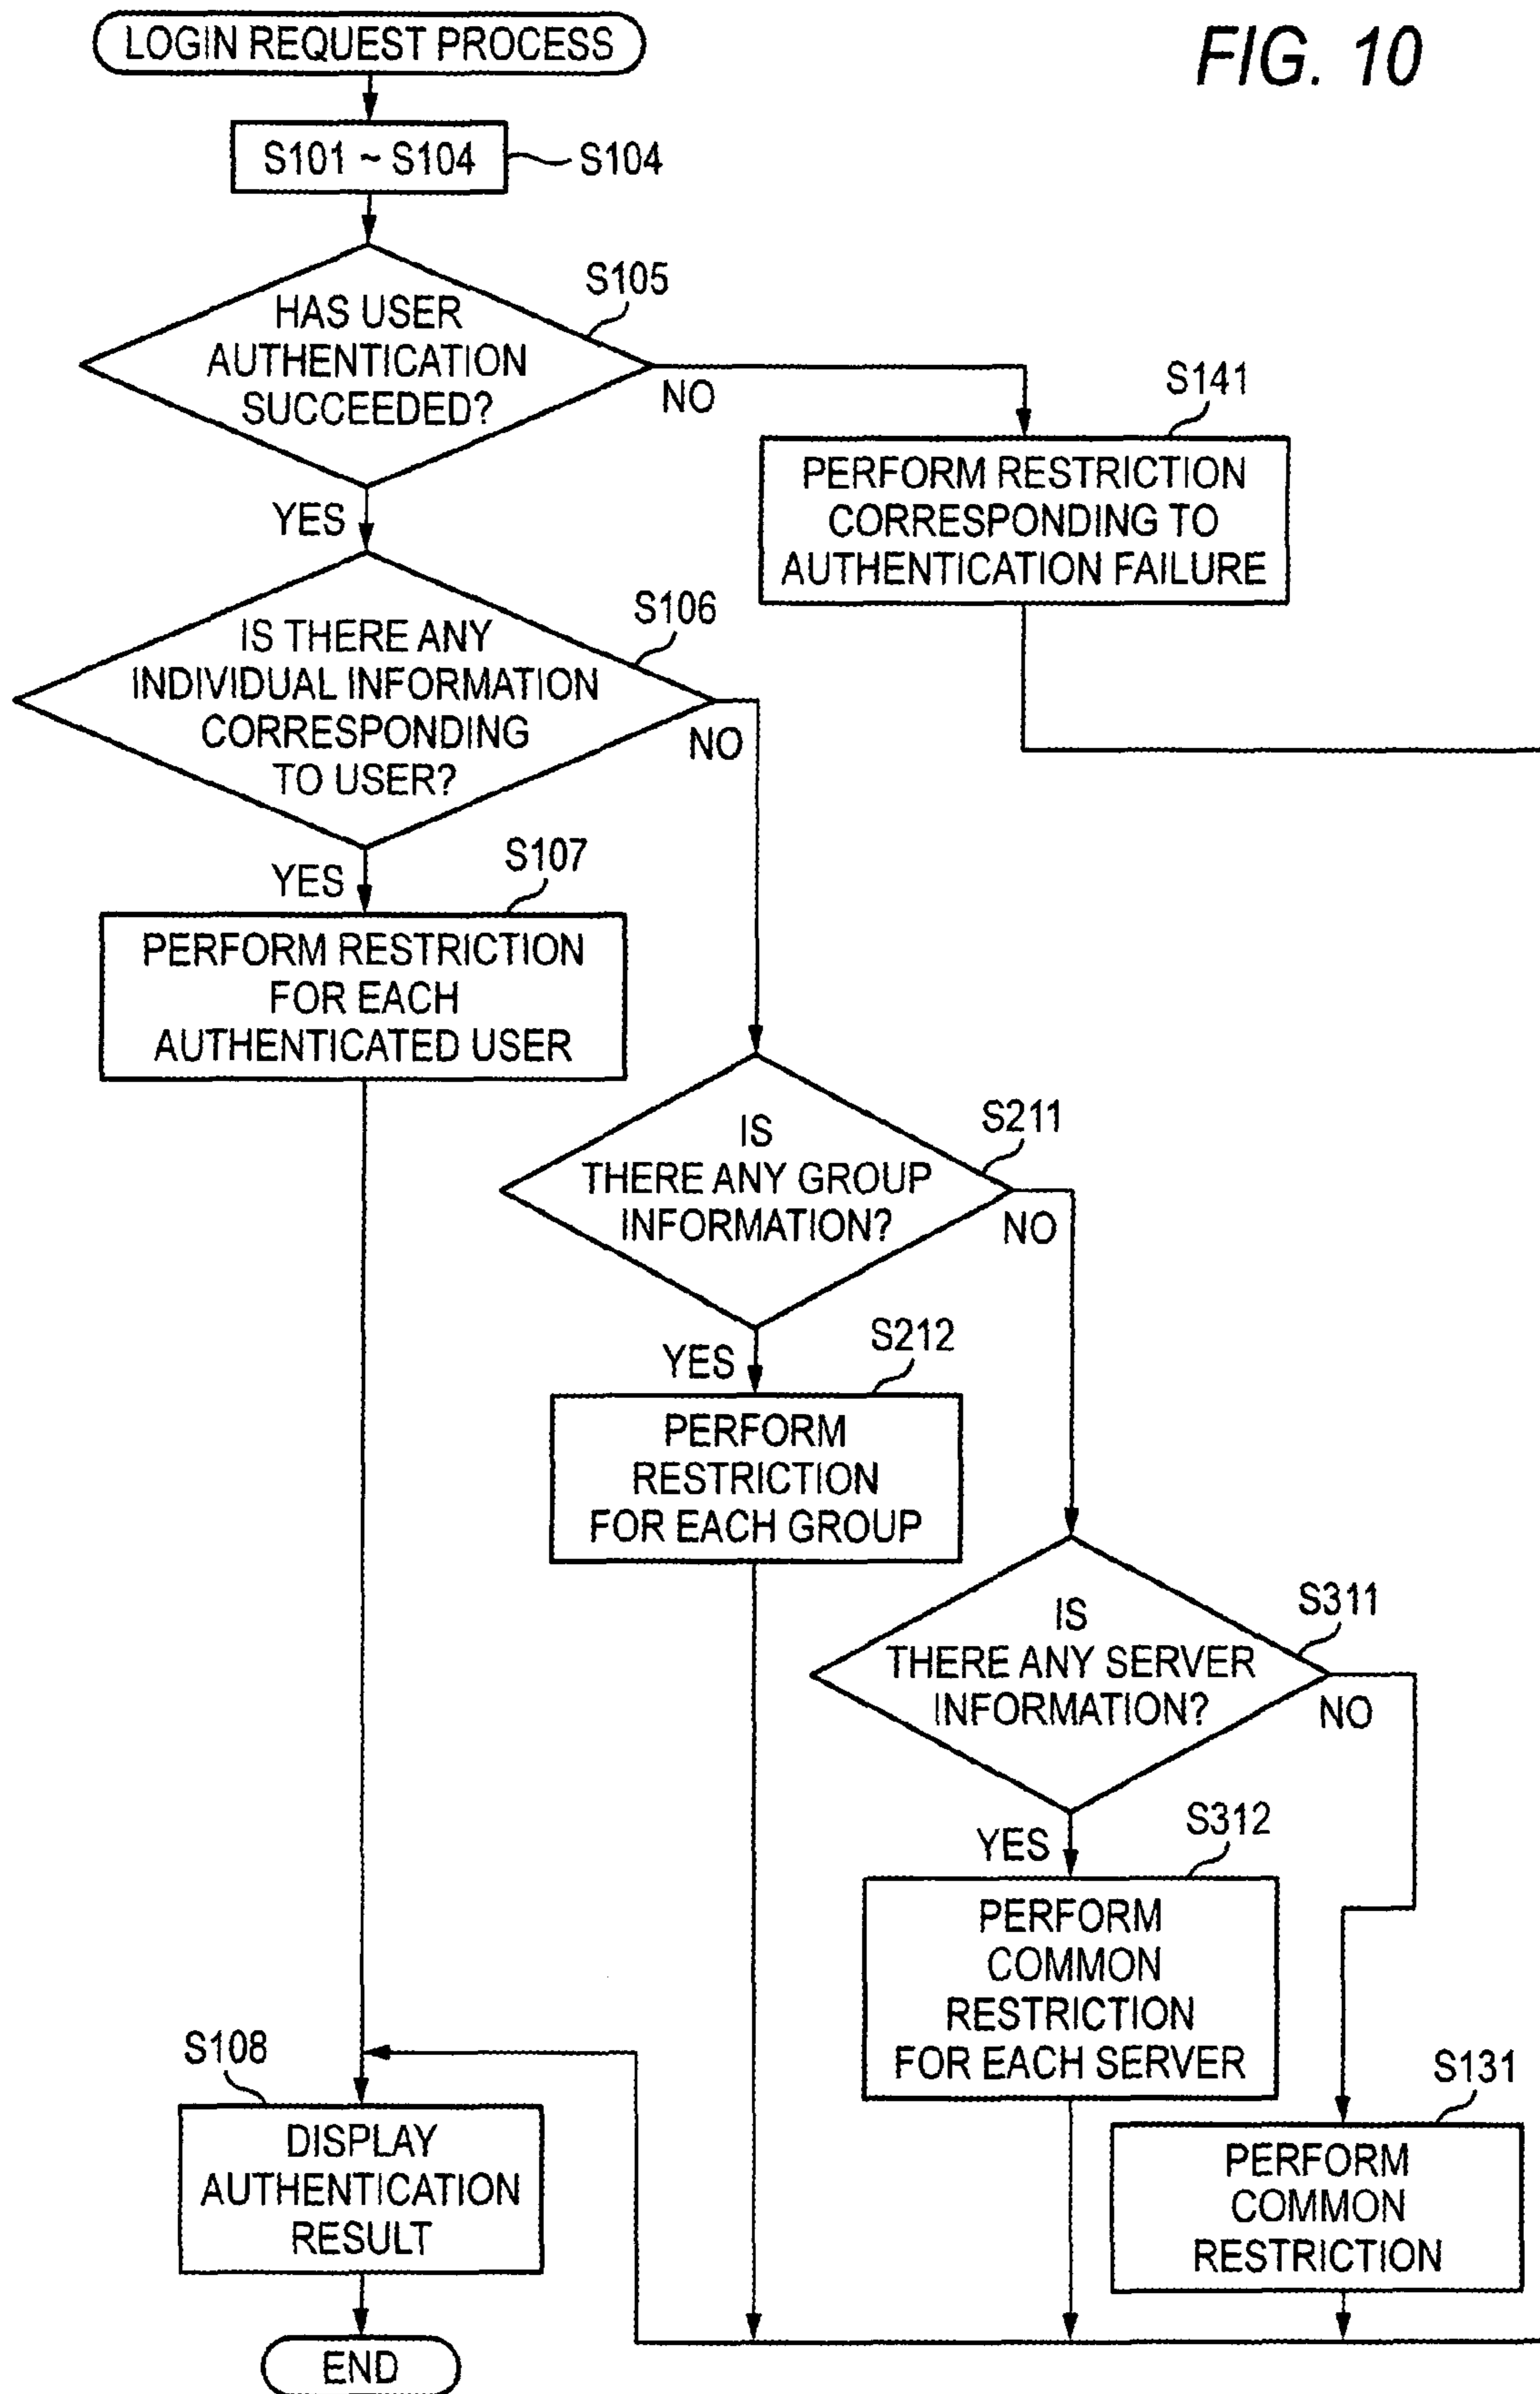 FIG. 10
LOGIN REQUEST PROCESS
S101 ~ S104
S104
HAS USER
AUTHENTICATION
SUCCEEDED?
S105
NO
YES
S141
PERFORM RESTRICTION
CORRESPONDING TO
AUTHENTICATION FAILURE
IS THERE ANY
INDIVIDUAL INFORMATION
CORRESPONDING
TO USER?
S106
NO
YES
S107
PERFORM RESTRICTION
FOR EACH
AUTHENTICATED USER
IS
THERE ANY GROUP
INFORMATION?
S211
NO
YES
S212
PERFORM
RESTRICTION
FOR EACH GROUP
IS
THERE ANY SERVER
INFORMATION?
S311
NO
YES
S312
PERFORM
COMMON
RESTRICTION
FOR EACH SERVER
S131
PERFORM
COMMON
RESTRICTION
S108
DISPLAY
AUTHENTICATION
RESULT
END